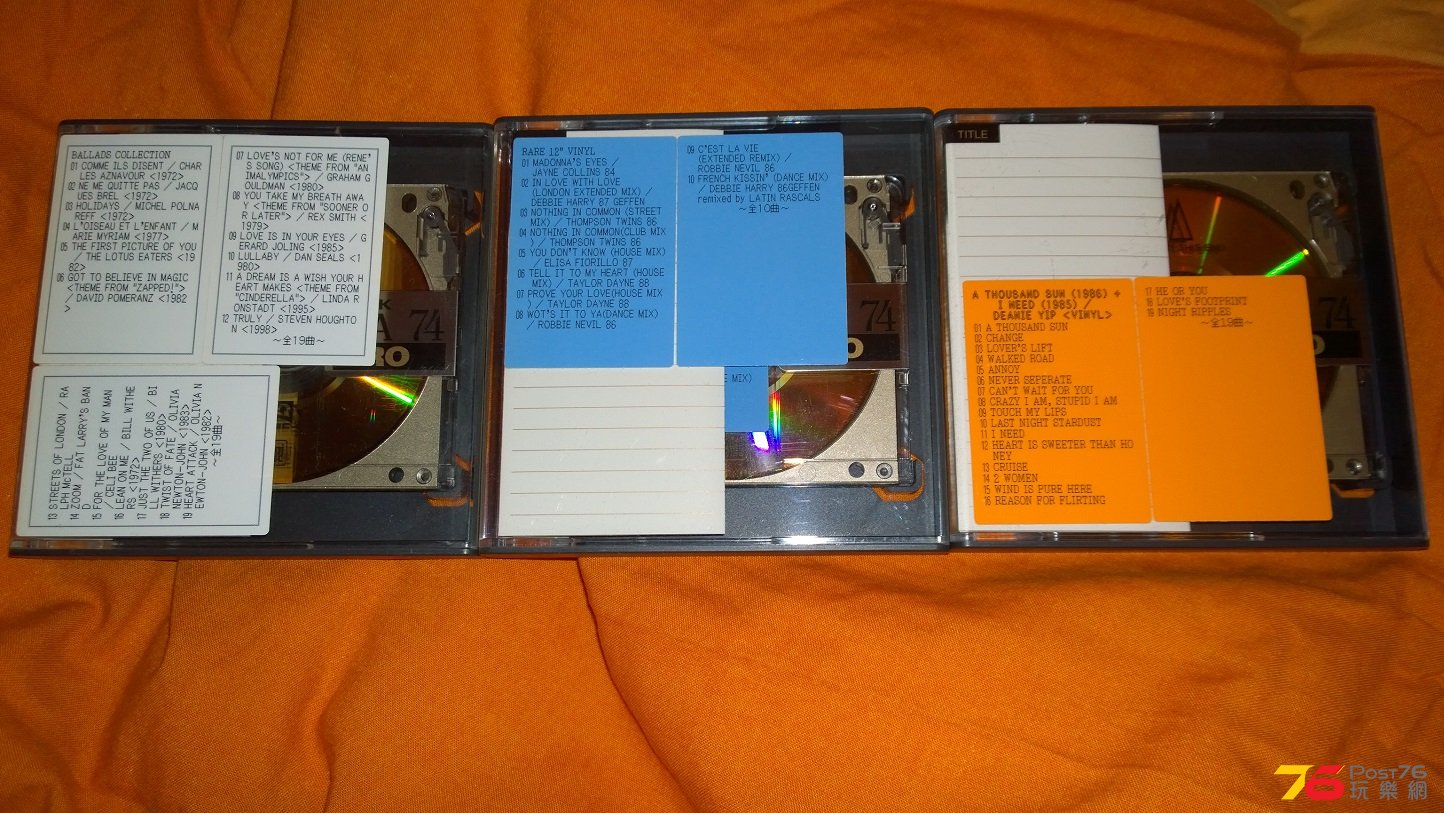 BALLADS COLLECTION
01 COMME ILS DISENT / CHAR
LES AZNAVOUR <1972>
02 NE ME QUITTE PAS / JACQ
UES BREL <1972>
03 HOLIDAYS / MICHEL POLNA
REFF <1972>
04 L'OISEAU ET L'ENFANT / M
ARIE MYRIAM <1977>
05 THE FIRST PICTURE OF YOU
/ THE LOTUS EATERS <19
82>
06 GOT TO BELIEVE IN MAGIC
<THEME FROM "ZAPPED!">
/ DAVID POMERANZ <1982
>
07 LOVE'S NOT FOR ME (RENE'
S SONG) <THEME FROM "AN
IMALYMPICS"> / GRAHAM G
OULDMAN <1980>
08 YOU TAKE MY BREATH AWA
Y <THEME FROM "SOONER O
R LATER"> / REX SMITH <
1979>
09 LOVE IS IN YOUR EYES / G
ERARD JOLING <1985>
10 LULLABY / DAN SEALS <1
980>
11 A DREAM IS A WISH YOUR H
EART MAKES <THEME FROM
"CINDERELLA"> / LINDA R
ONSTADT <1995>
12 TRULY / STEVEN HOUGHTO
N <1998>
~全19曲~
13 STREETS OF LONDON / RA
LPH McTELL
14 ZOOM / FAT LARRY'S BAN
D
15 FOR THE LOVE OF MY MAN
/ CELI BEE
16 LEAN ON ME / BILL WITHE
RS <1972>
17 JUST THE TWO OF US / BI
LL WITHERS <1980>
18 TWIST OF FATE / OLIVIA
NEWTON-JOHN <1983>
19 HEART ATTACK / OLIVIA N
EWTON-JOHN <1982>
~全19曲~
74
RO
RARE 12" VINYL
01 MADONNA'S EYES /
JAYNE COLLINS 84
02 IN LOVE WITH LOVE
(LONDON EXTENDED MIX) /
DEBBIE HARRY 87 GEFFEN
03 NOTHING IN COMMON (STREET
MIX) / THOMPSON TWINS 86
04 NOTHING IN COMMON(CLUB MIX
) / THOMPSON TWINS 86
05 YOU DON'T KNOW (HOUSE MIX)
/ ELISA FIORILLO 87
06 TELL IT TO MY HEART (HOUSE
MIX) / TAYLOR DAYNE 88
07 PROVE YOUR LOVE(HOUSE MIX
) / TAYLOR DAYNE 88
08 WOT'S IT TO YA(DANCE MIX)
/ ROBBIE NEVIL 86
09 C'EST LA VIE
(EXTENDED REMIX) /
ROBBIE NEVIL 86
10 FRENCH KISSIN' (DANCE MIX)
/ DEBBIE HARRY 86GEFFEN
remixed by LATIN RASCALS
~全10曲~
MIX)
74
TITLE
A THOUSAND SUN (1986) +
I NEED (1985) /
DEANIE YIP <VINYL>
01 A THOUSAND SUN
02 CHANGE
03 LOVER'S LIFT
04 WALKED ROAD
05 ANNOY
06 NEVER SEPERATE
07 CAN'T WAIT FOR YOU
08 CRAZY I AM, STUPID I AM
09 TOUCH MY LIPS
10 LAST NIGHT STARDUST
11 I NEED
12 HEART IS SWEETER THAN HO
NEY
13 CRUISE
14 2 WOMEN
15 WIND IS PURE HERE
16 REASON FOR FLIRTING
17 HE OR YOU
18 LOVE'S FOOTPRINT
19 NIGHT RIPPLES
~全19曲~
76 POST76
玩樂網